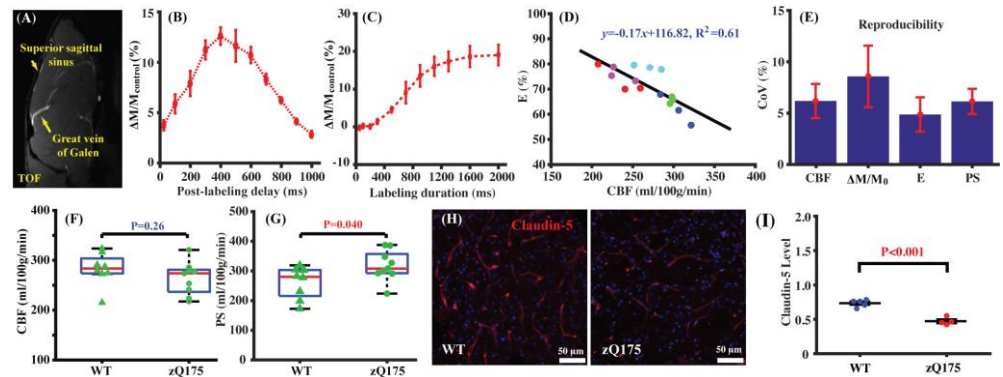 (A)
Superior sagittal
sinus
Great vein
of Galen
TOF
(B)
ΔM/Mcontrol (%)
15
10
5
0
0 200 400 600 800 1000
Post-labeling delay (ms)
(C)
ΔM/Mcontrol (%)
30
20
10
0
-10
0 400 800 1200 1600 2000
Labeling duration (ms)
(D)
y=-0.17x+116.82, R²=0.61
E (%)
100
90
80
70
60
50
40
150 200 250 300 350 400
CBF (ml/100g/min)
(E)
Reproducibility
CoV (%)
15
10
5
0
CBF ΔM/M0 E PS
(F)
P=0.26
CBF (ml/100g/min)
400
300
200
100
WT zQ175
(G)
P=0.040
PS (ml/100g/min)
500
400
300
200
100
0
WT zQ175
(H)
Claudin-5
WT
50 μm
zQ175
50 μm
(I)
P<0.001
Claudin-5 Level
1.5
1.0
0.5
0
WT zQ175